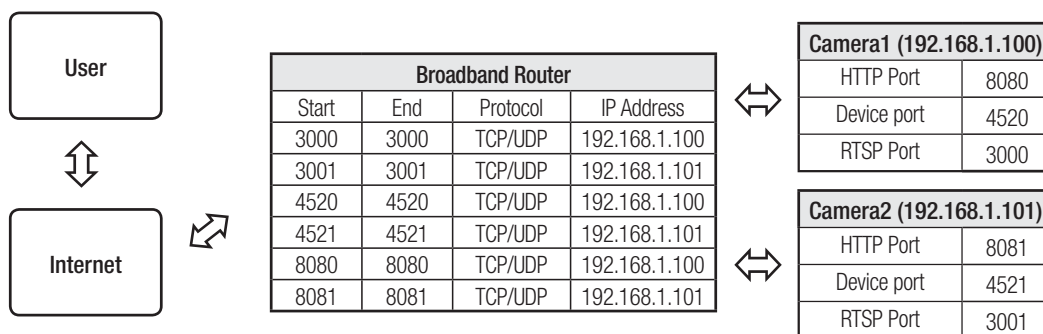 User
Internet
Broadband Router
Start End Protocol IP Address
3000 3000 TCP/UDP 192.168.1.100
3001 3001 TCP/UDP 192.168.1.101
4520 4520 TCP/UDP 192.168.1.100
4521 4521 TCP/UDP 192.168.1.101
8080 8080 TCP/UDP 192.168.1.100
8081 8081 TCP/UDP 192.168.1.101
Camera1 (192.168.1.100)
HTTP Port 8080
Device port 4520
RTSP Port 3000
Camera2 (192.168.1.101)
HTTP Port 8081
Device port 4521
RTSP Port 3001